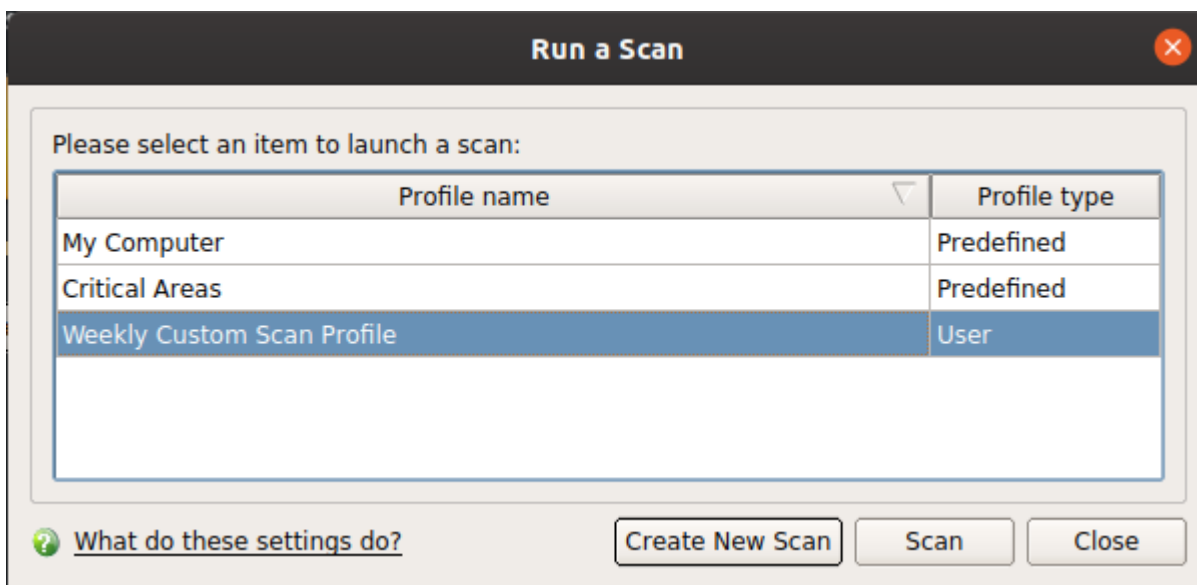 Run a Scan
Please select an item to launch a scan:
Profile name Profile type
My Computer Predefined
Critical Areas Predefined
Weekly Custom Scan Profile User
What do these settings do? Create New Scan Scan Close